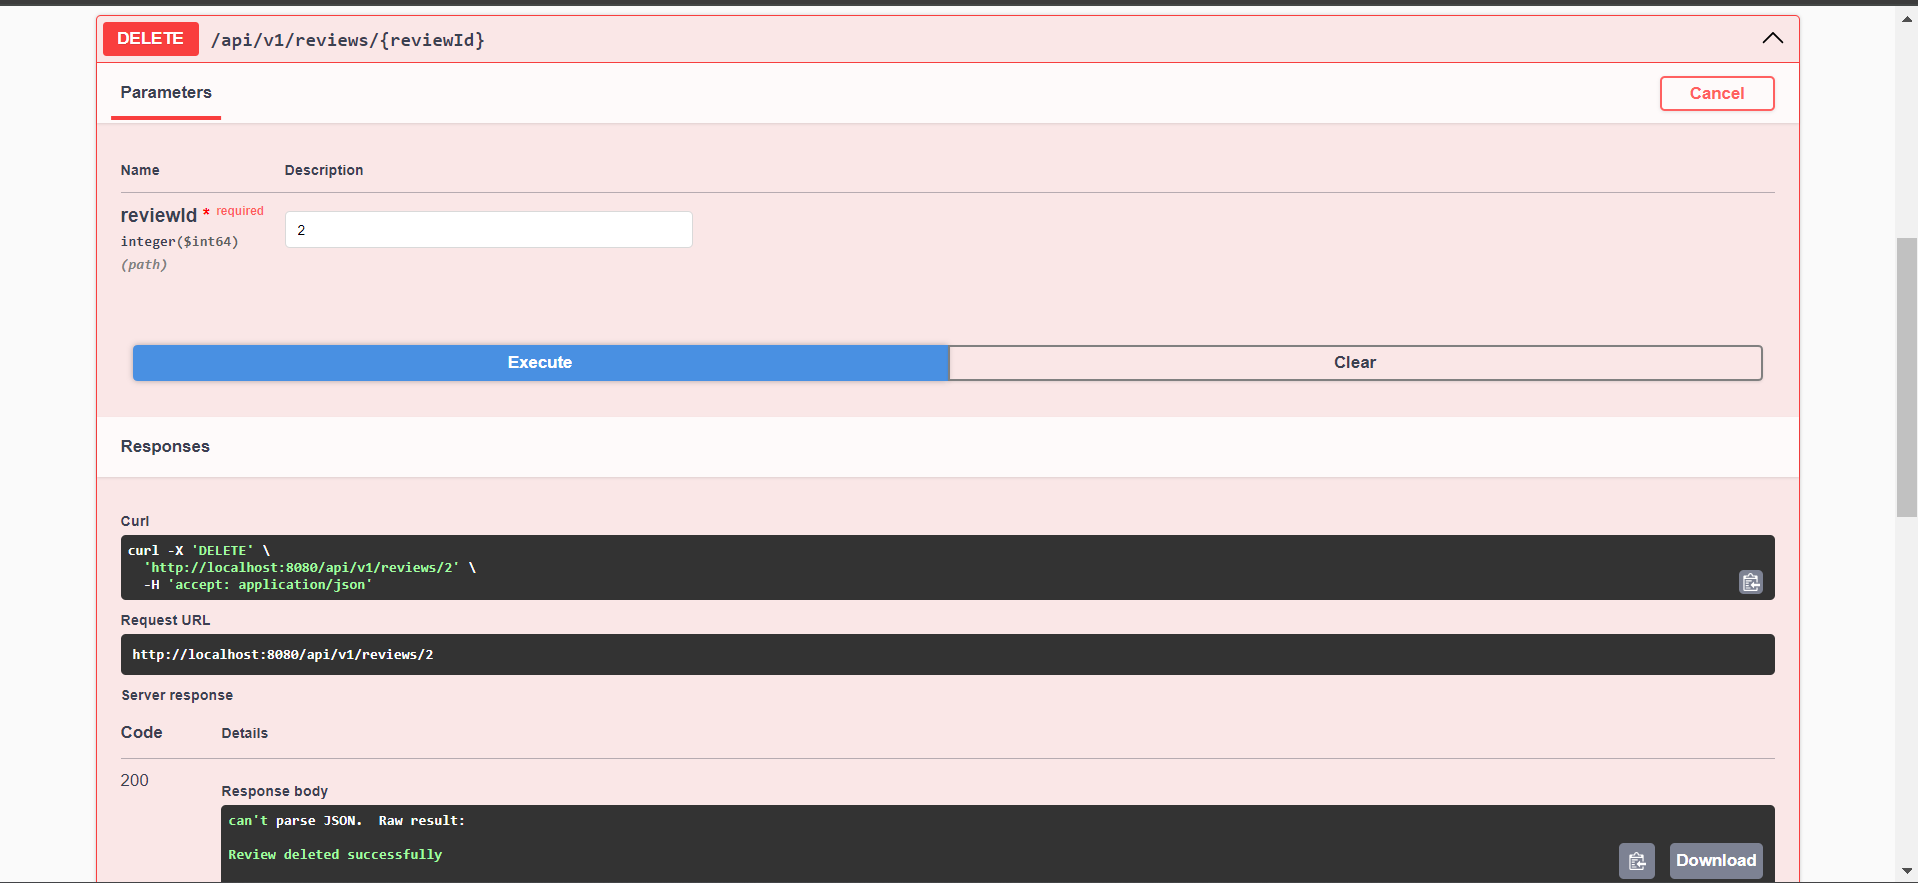 DELETE /api/v1/reviews/{reviewId}
Parameters
Cancel
Name Description
reviewId * required
2
integer($int64)
(path)
Execute
Clear
Responses
Curl
curl -X 'DELETE' \
'http://localhost:8080/api/v1/reviews/2' \
-H 'accept: application/json'
Request URL
http://localhost:8080/api/v1/reviews/2
Server response
Code Details
200
Response body
can't parse JSON.  Raw result:
Review deleted successfully
Download